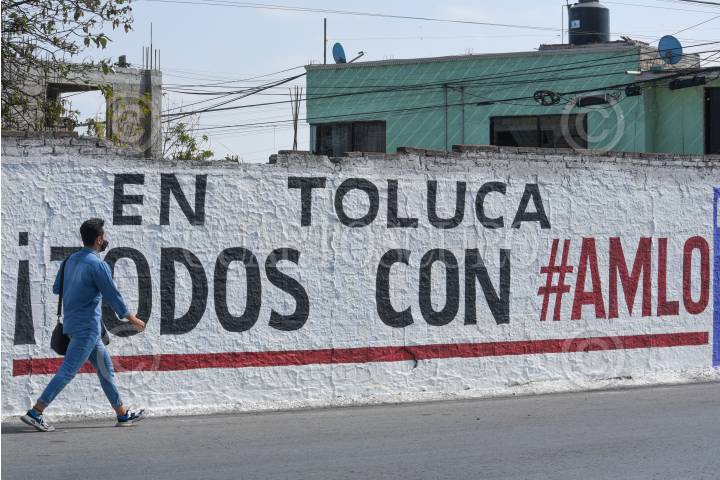 EN TOLUCA
¡TODOS CON #AMLO